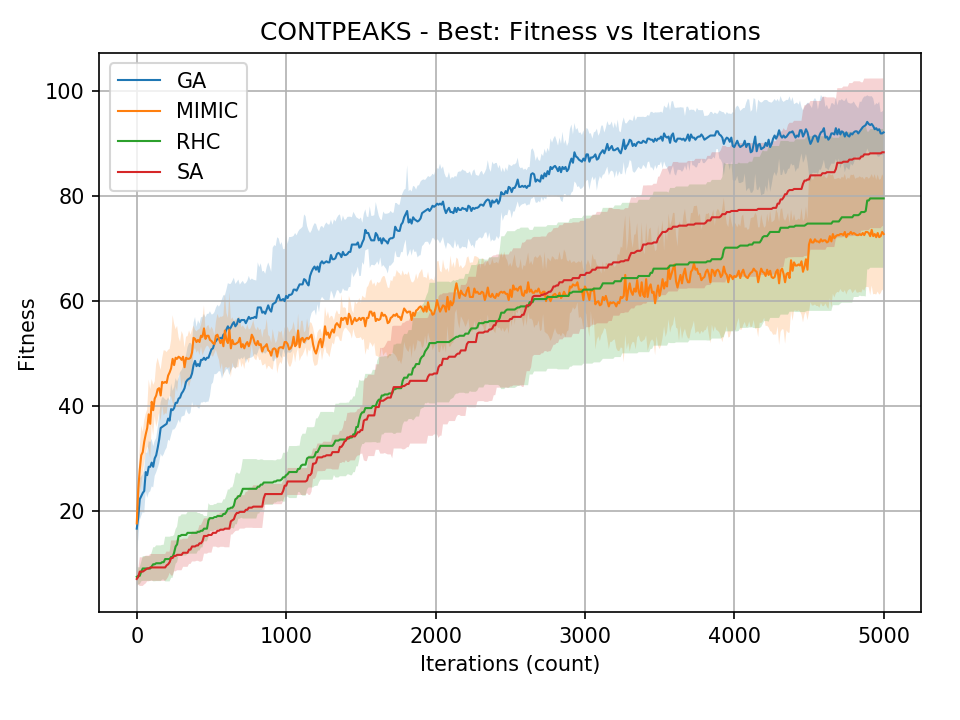 CONTPEAKS - Best: Fitness vs Iterations
GA
MIMIC
RHC
SA
100
80
60
40
20
Fitness
0 1000 2000 3000 4000 5000
Iterations (count)